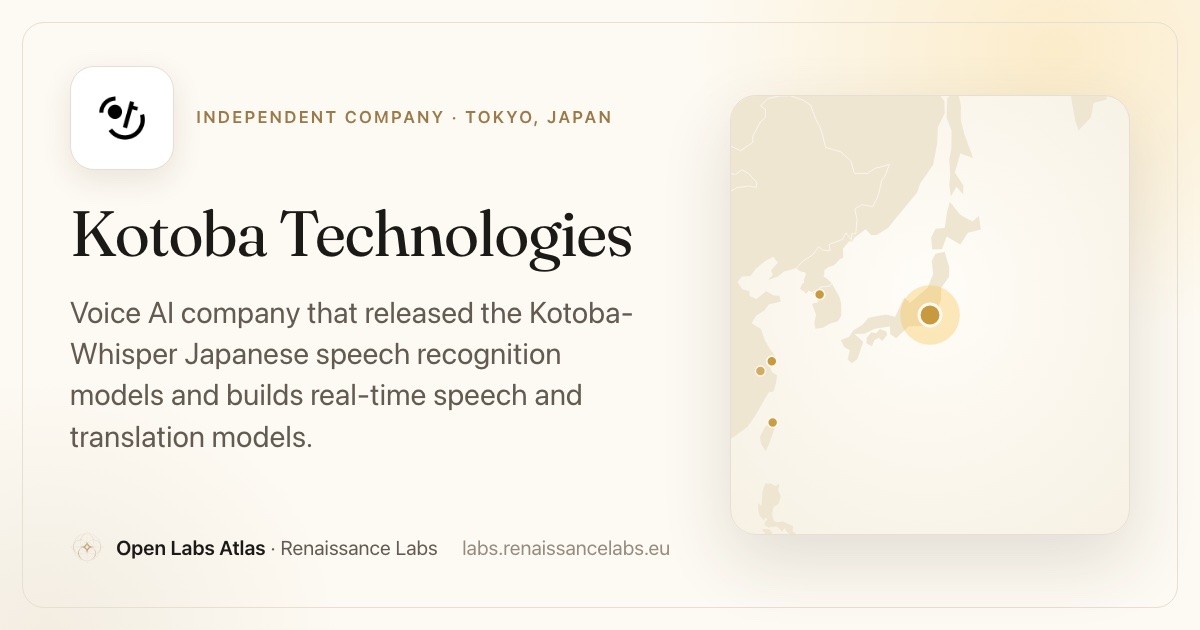 INDEPENDENT COMPANY · TOKYO, JAPAN
Kotoba Technologies
Voice AI company that released the Kotoba-
Whisper Japanese speech recognition
models and builds real-time speech and
translation models.
Open Labs Atlas · Renaissance Labs labs.renaissancelabs.eu